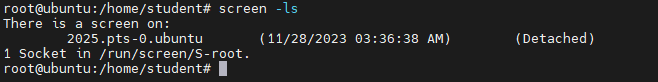 root@ubuntu:/home/student# screen -ls
There is a screen on:
2025.pts-0.ubuntu (11/28/2023 03:36:38 AM) (Detached)
1 Socket in /run/screen/S-root.
root@ubuntu:/home/student#